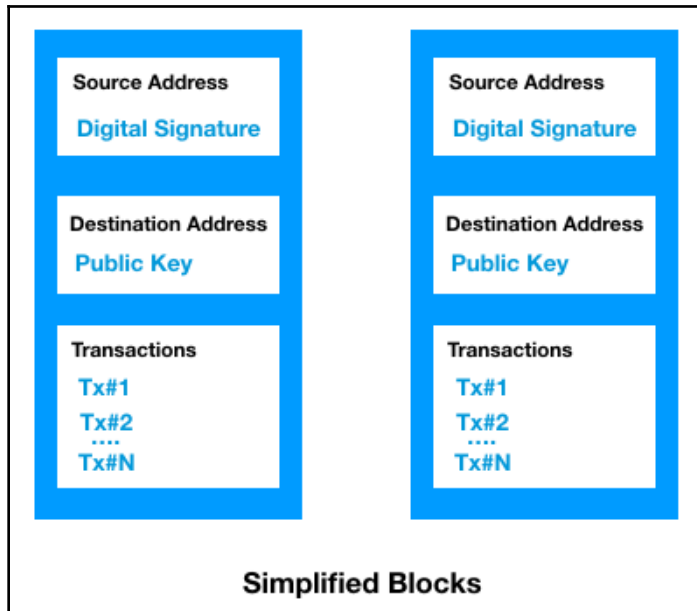 Source Address
Digital Signature
Destination Address
Public Key
Transactions
Tx#1
Tx#2
....
Tx#N
Source Address
Digital Signature
Destination Address
Public Key
Transactions
Tx#1
Tx#2
....
Tx#N
Simplified Blocks